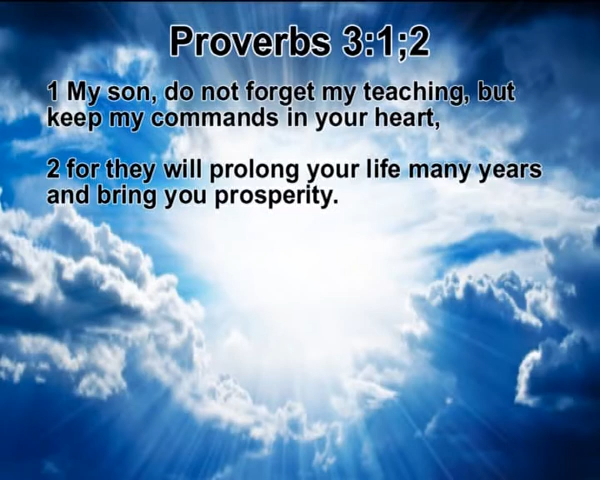 Proverbs 3:1;2
1 My son, do not forget my teaching, but
keep my commands in your heart,
2 for they will prolong your life many years
and bring you prosperity.